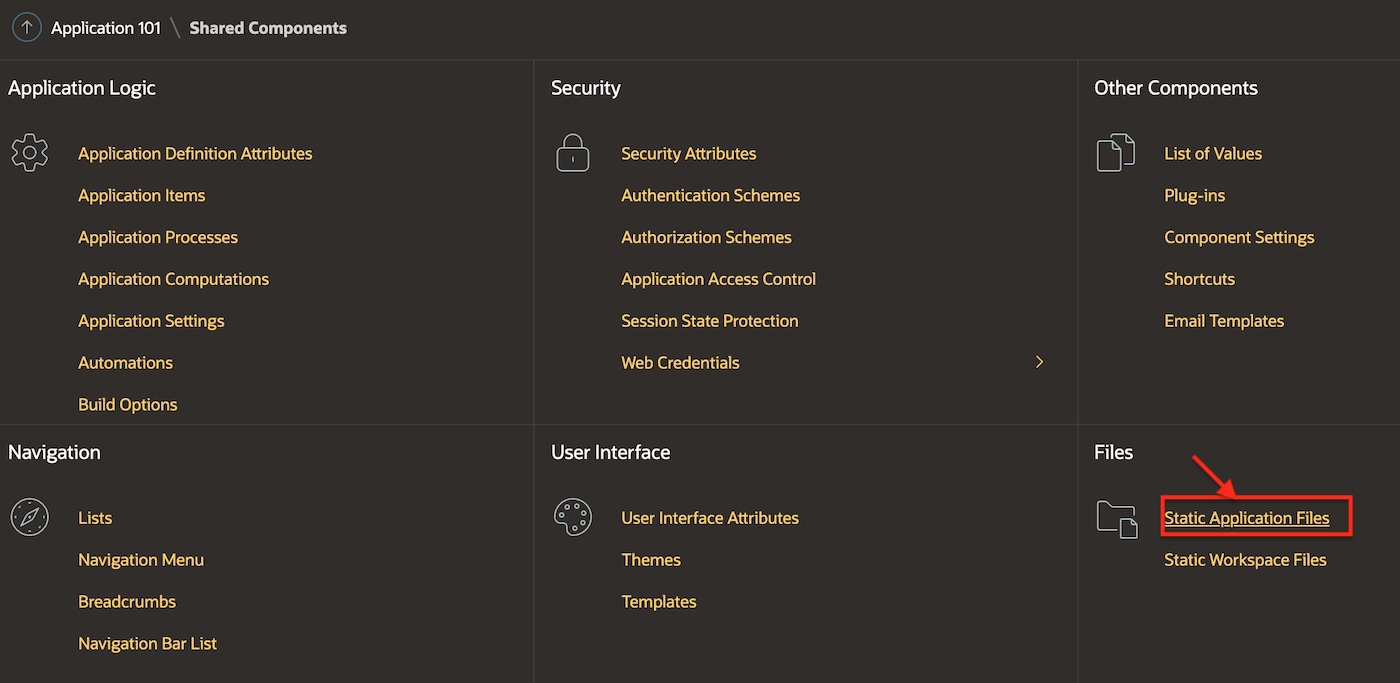 Application 101 \ Shared Components
Application Logic
Application Definition Attributes
Application Items
Application Processes
Application Computations
Application Settings
Automations
Build Options
Security
Security Attributes
Authentication Schemes
Authorization Schemes
Application Access Control
Session State Protection
Web Credentials
Other Components
List of Values
Plug-ins
Component Settings
Shortcuts
Email Templates
Navigation
Lists
Navigation Menu
Breadcrumbs
Navigation Bar List
User Interface
User Interface Attributes
Themes
Templates
Files
Static Application Files
Static Workspace Files